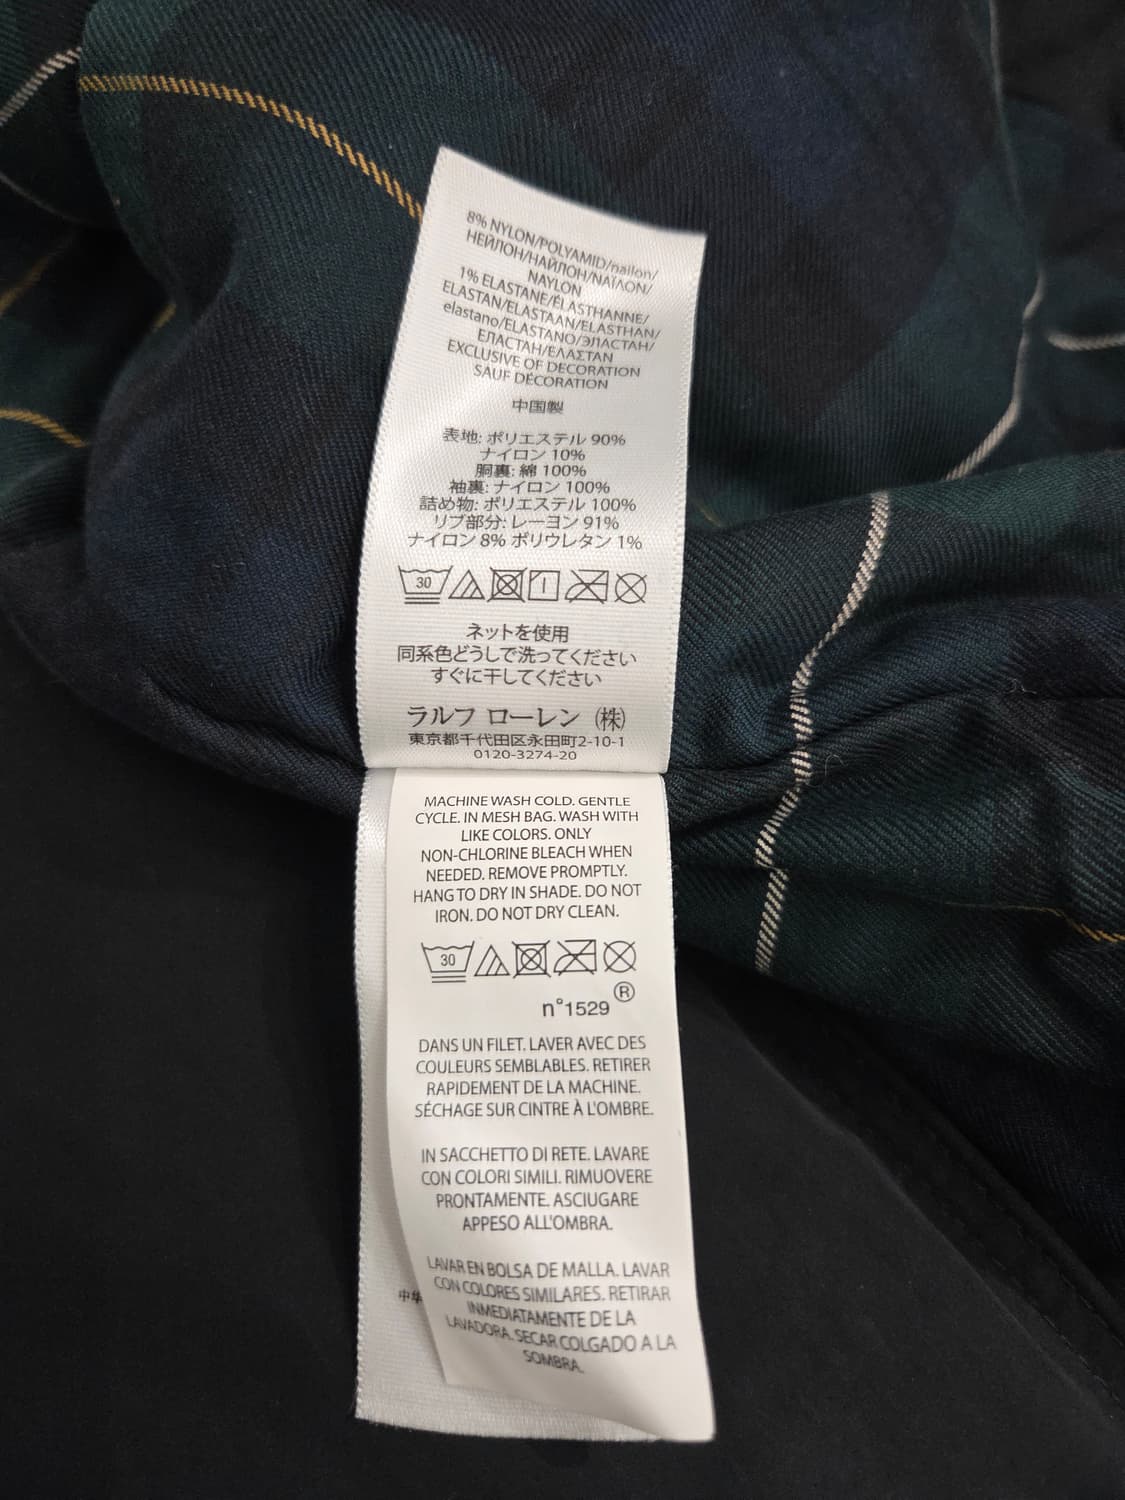 8% NYLON/POLYAMID/nailon/
НЕЙЛОН/НАЙЛОН/ΝΑΪΛΟΝ/
NAYLON
1% ELASTANE/ÉLASTHANNE/
ELASTAN/ELASTAAN/ELASTHAN/
elastano/ELASTANO/ЭЛАСТАН/
ЕЛАСТАН/ΕΛΑΣΤΑΝ
EXCLUSIVE OF DECORATION
SAUF DÉCORATION
中国製
表地: ポリエステル 90%
ナイロン 10%
胴裏: 綿 100%
袖裏: ナイロン 100%
詰め物: ポリエステル 100%
リブ部分: レーヨン 91%
ナイロン 8% ポリウレタン 1%
30
ネットを使用
同系色どうしで洗ってください
すぐに干してください
ラルフ ローレン (株)
東京都千代田区永田町2-10-1
0120-3274-20
MACHINE WASH COLD. GENTLE
CYCLE. IN MESH BAG. WASH WITH
LIKE COLORS. ONLY
NON-CHLORINE BLEACH WHEN
NEEDED. REMOVE PROMPTLY.
HANG TO DRY IN SHADE. DO NOT
IRON. DO NOT DRY CLEAN.
30
n°1529 ®
DANS UN FILET. LAVER AVEC DES
COULEURS SEMBLABLES. RETIRER
RAPIDEMENT DE LA MACHINE.
SÉCHAGE SUR CINTRE À L'OMBRE.
IN SACCHETTO DI RETE. LAVARE
CON COLORI SIMILI. RIMUOVERE
PRONTAMENTE. ASCIUGARE
APPESO ALL'OMBRA.
LAVAR EN BOLSA DE MALLA. LAVAR
CON COLORES SIMILARES. RETIRAR
INMEDIATAMENTE DE LA
LAVADORA. SECAR COLGADO A LA
SOMBRA.
中华